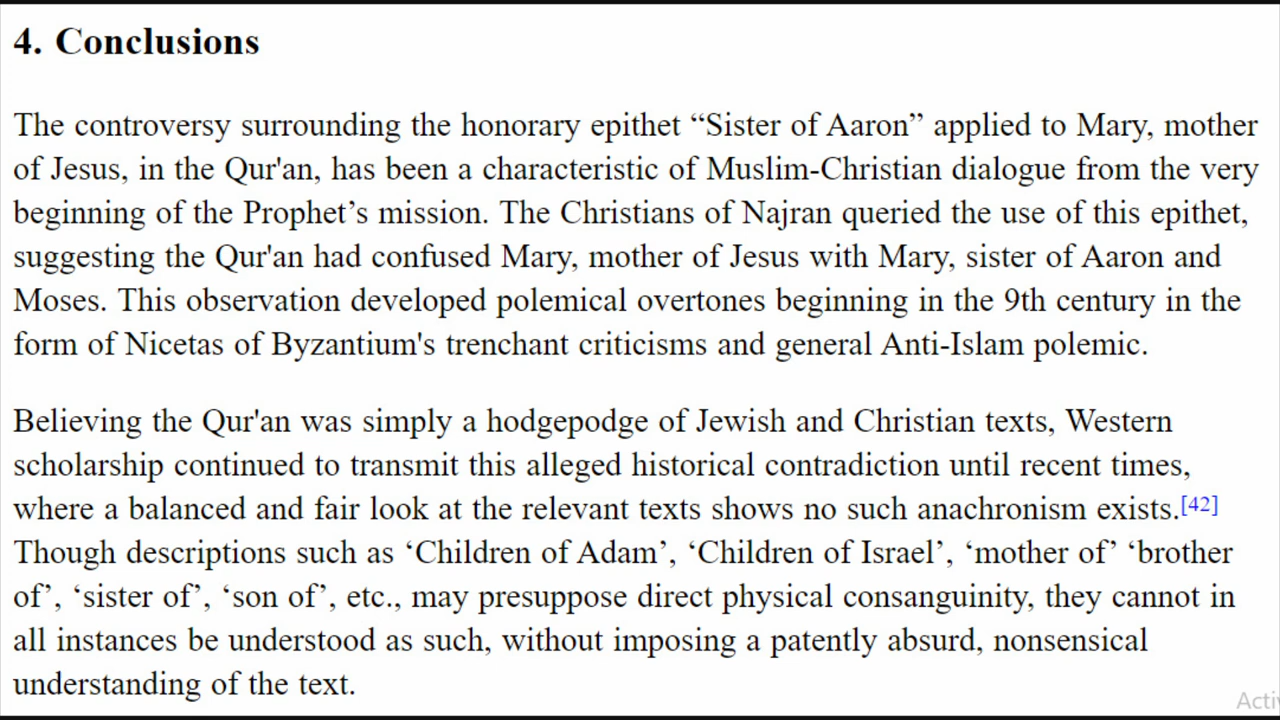 4. Conclusions
The controversy surrounding the honorary epithet “Sister of Aaron” applied to Mary, mother
of Jesus, in the Qur'an, has been a characteristic of Muslim-Christian dialogue from the very
beginning of the Prophet’s mission. The Christians of Najran queried the use of this epithet,
suggesting the Qur'an had confused Mary, mother of Jesus with Mary, sister of Aaron and
Moses. This observation developed polemical overtones beginning in the 9th century in the
form of Nicetas of Byzantium's trenchant criticisms and general Anti-Islam polemic.
Believing the Qur'an was simply a hodgepodge of Jewish and Christian texts, Western
scholarship continued to transmit this alleged historical contradiction until recent times,
where a balanced and fair look at the relevant texts shows no such anachronism exists.[42]
Though descriptions such as ‘Children of Adam’, ‘Children of Israel’, ‘mother of’ ‘brother
of’, ‘sister of’, ‘son of’, etc., may presuppose direct physical consanguinity, they cannot in
all instances be understood as such, without imposing a patently absurd, nonsensical
understanding of the text.